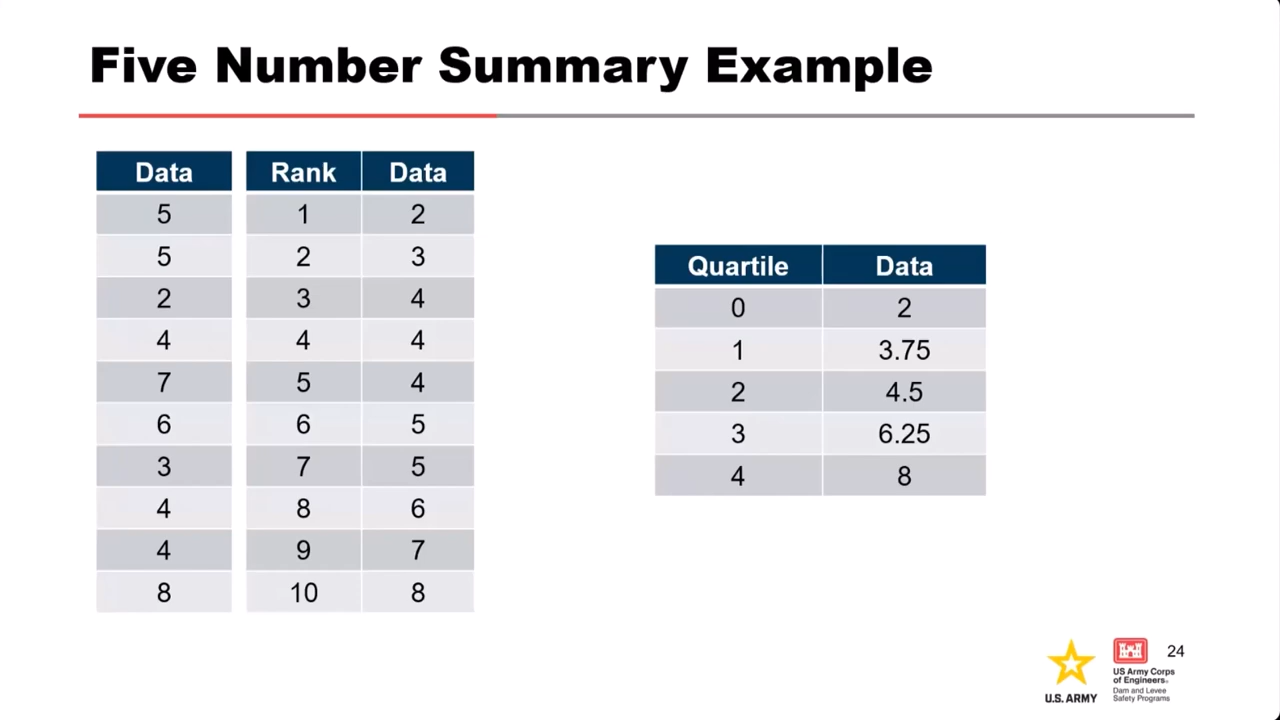 Five Number Summary Example
Data
5
5
2
4
7
6
3
4
4
8
Rank Data
1 2
2 3
3 4
4 4
5 4
6 5
7 5
8 6
9 7
10 8
Quartile Data
0 2
1 3.75
2 4.5
3 6.25
4 8
U.S. ARMY
US Army Corps
of Engineers®
Dam and Levee
Safety Programs
24